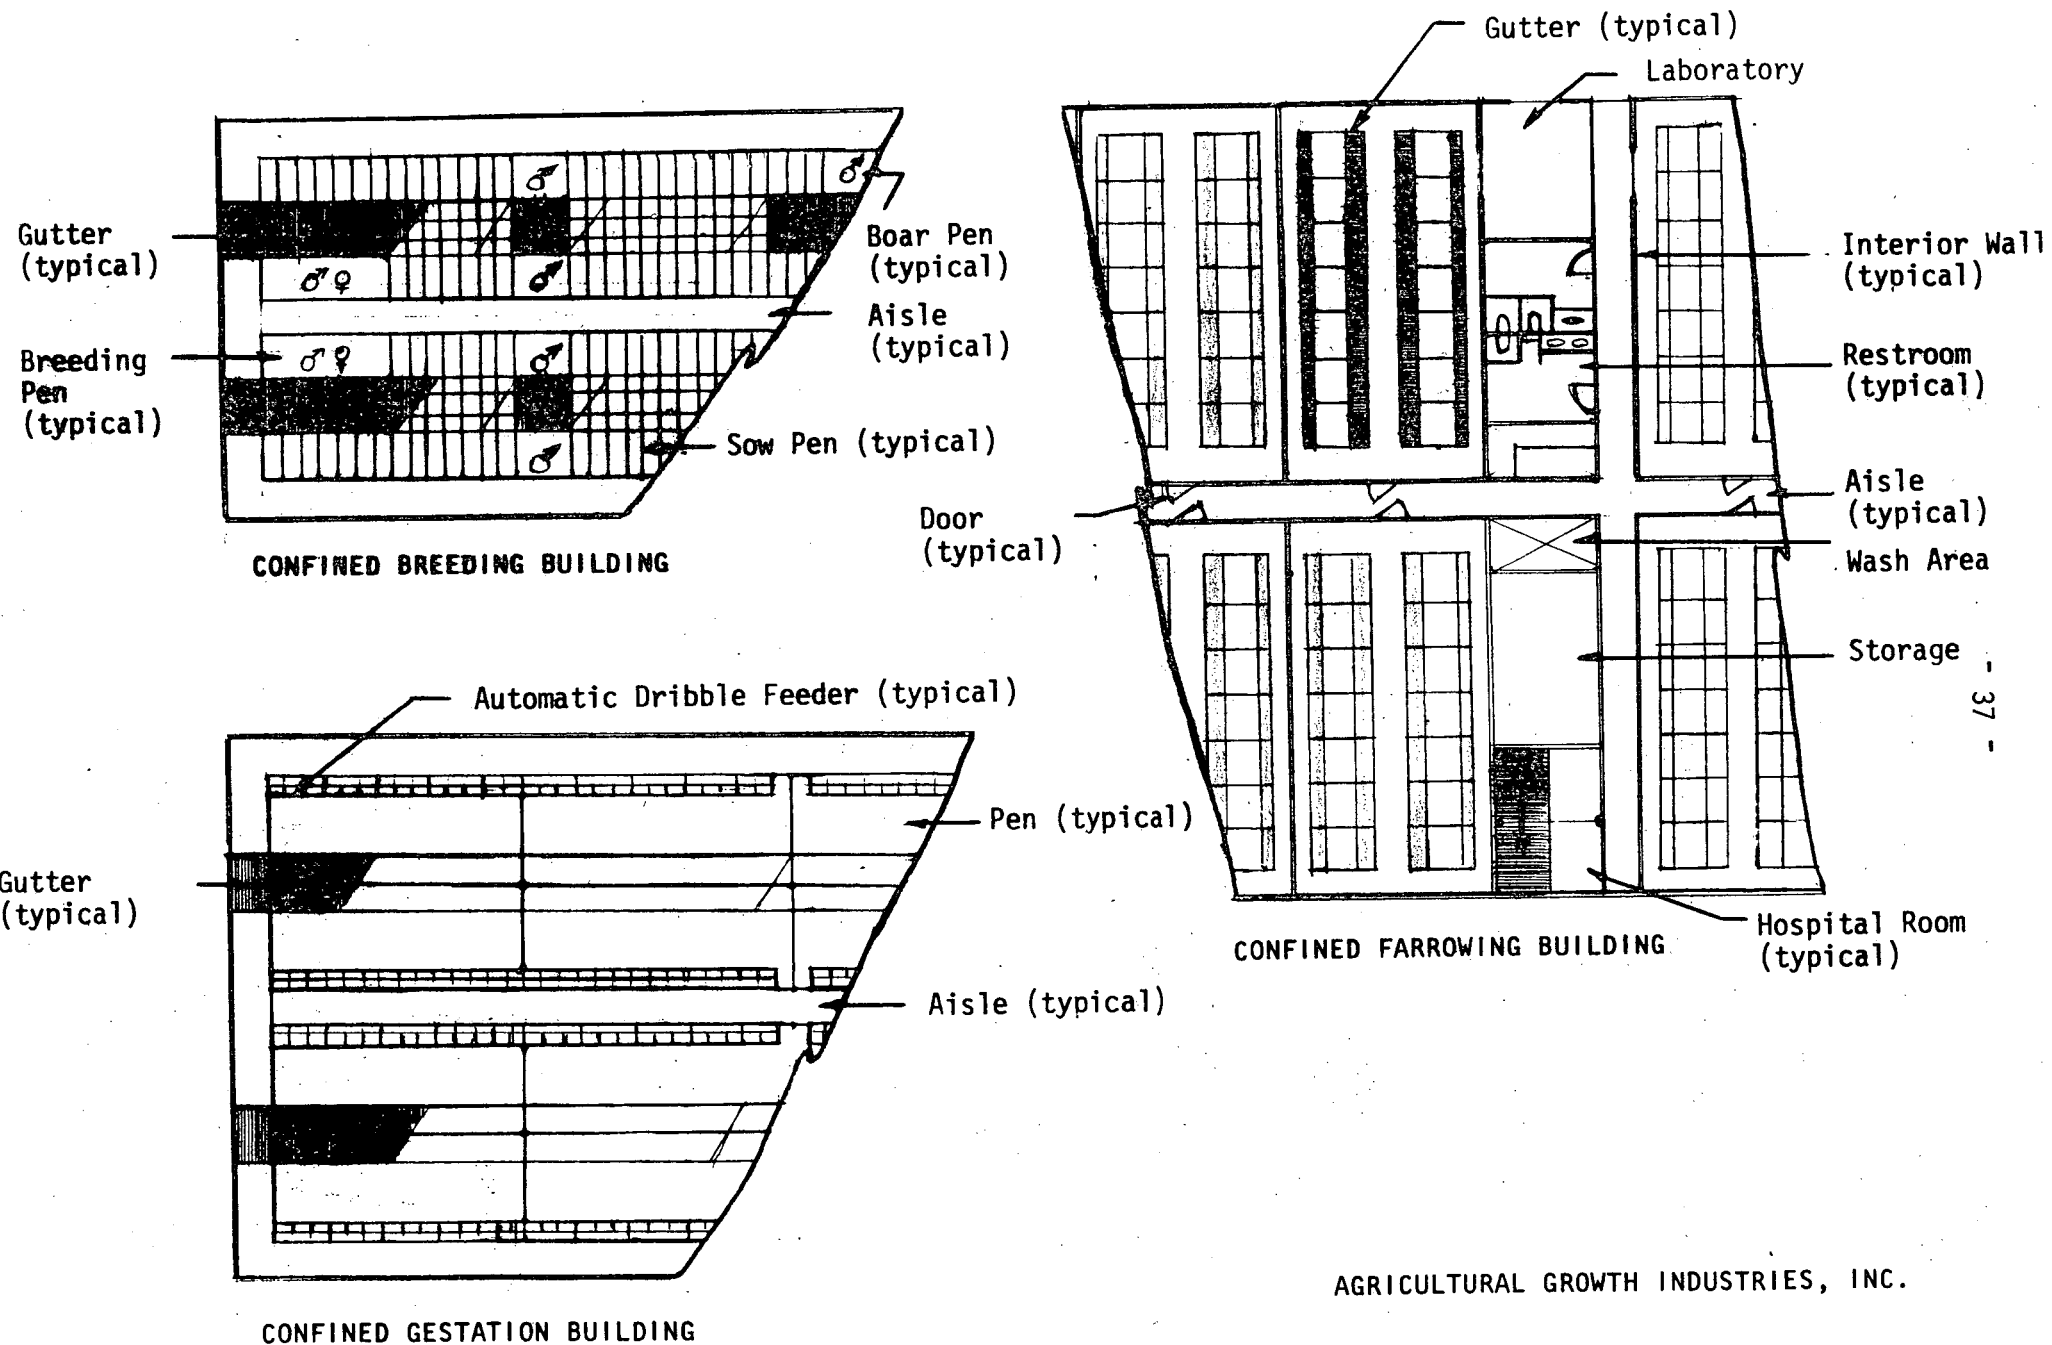 Gutter (typical)
Laboratory
Gutter
(typical)
Boar Pen
(typical)
Interior Wall
(typical)
Aisle
(typical)
Breeding
Pen
(typical)
Restroom
(typical)
Sow Pen (typical)
Aisle
(typical)
Door
(typical)
Wash Area
CONFINED BREEDING BUILDING
Storage
- 37 -
Automatic Dribble Feeder (typical)
Pen (typical)
Gutter
(typical)
Hospital Room
(typical)
CONFINED FARROWING BUILDING
Aisle (typical)
AGRICULTURAL GROWTH INDUSTRIES, INC.
CONFINED GESTATION BUILDING